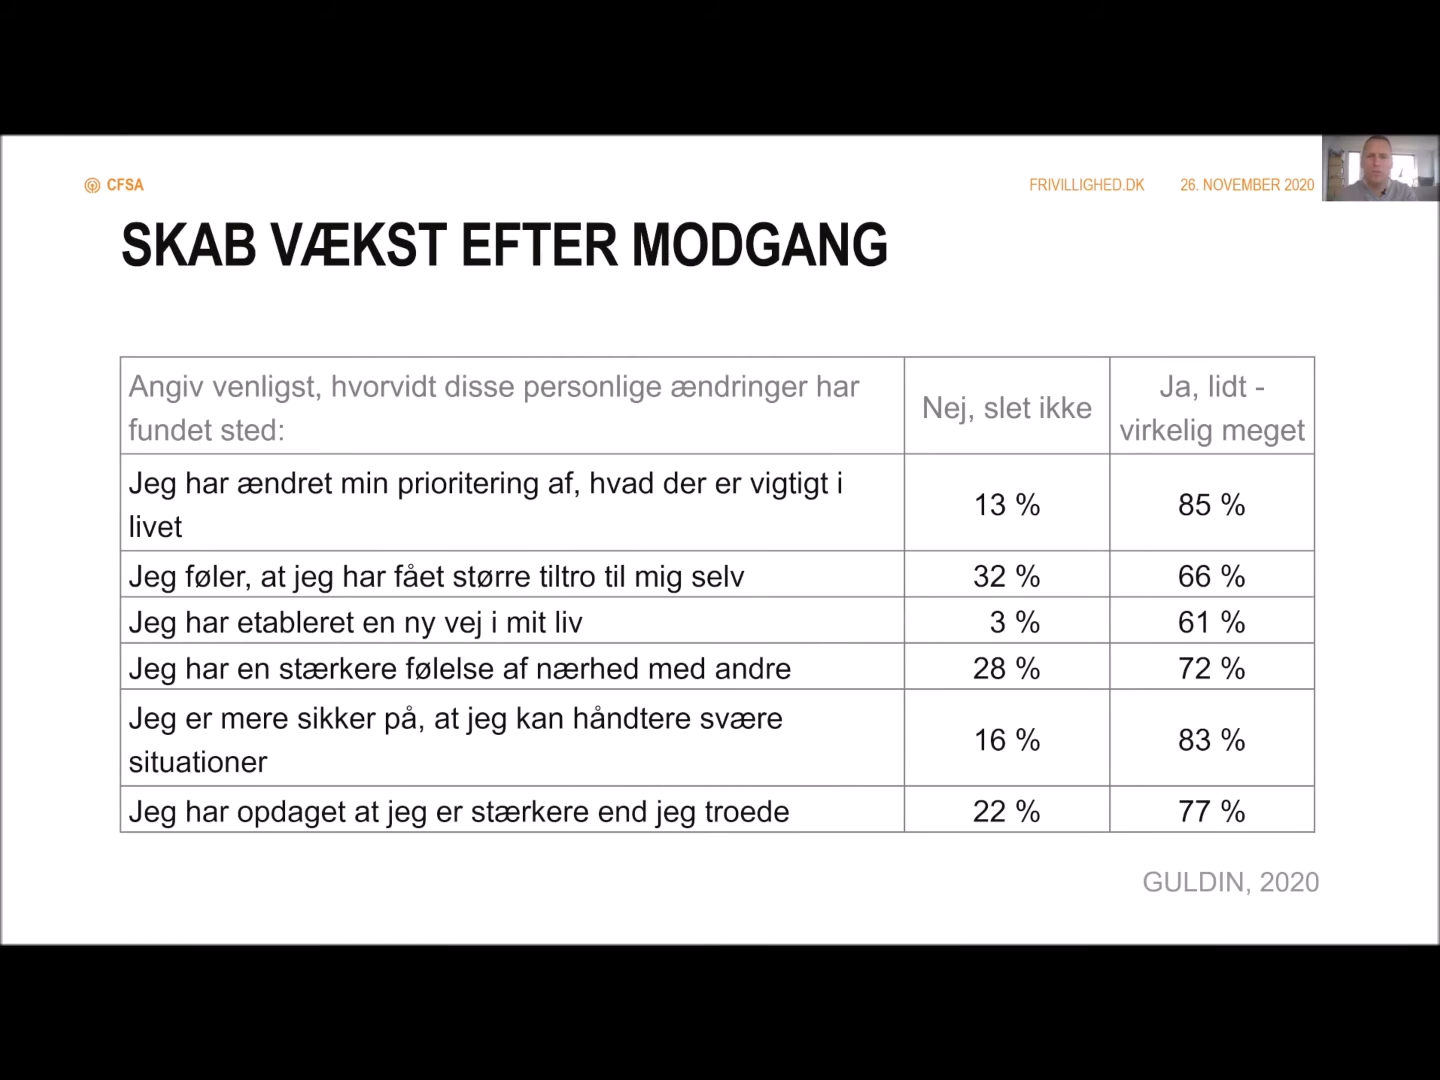 CFSA
FRIVILLIGHED.DK 26. NOVEMBER 2020
SKAB VÆKST EFTER MODGANG
Angiv venligst, hvorvidt disse personlige ændringer har
fundet sted:
Nej, slet ikke
Ja, lidt -
virkelig meget
Jeg har ændret min prioritering af, hvad der er vigtigt i
livet
13 %
85 %
Jeg føler, at jeg har fået større tiltro til mig selv
32 %
66 %
Jeg har etableret en ny vej i mit liv
3 %
61 %
Jeg har en stærkere følelse af nærhed med andre
28 %
72 %
Jeg er mere sikker på, at jeg kan håndtere svære
situationer
16 %
83 %
Jeg har opdaget at jeg er stærkere end jeg troede
22 %
77 %
GULDIN, 2020